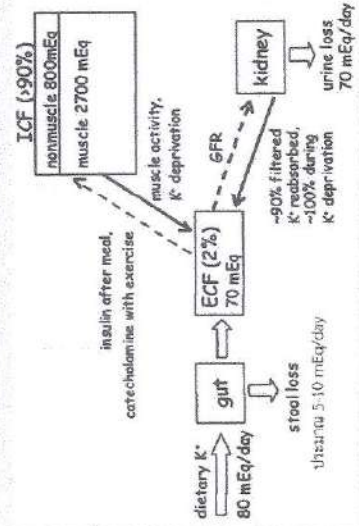 ICF (>90%)
nonmuscle 800mEq
muscle 2700 mEq
insulin after meal,
catecholamine with exercise
muscle activity,
K⁺ deprivation
ECF (2%)
70 mEq
GFR
kidney
~90% filtered
K⁺ reabsorbed,
~100% during
K⁺ deprivation
urine loss
70 mEq/day
dietary K⁺
80 mEq/day
gut
stool loss
ประมาณ 5-10 mEq/day